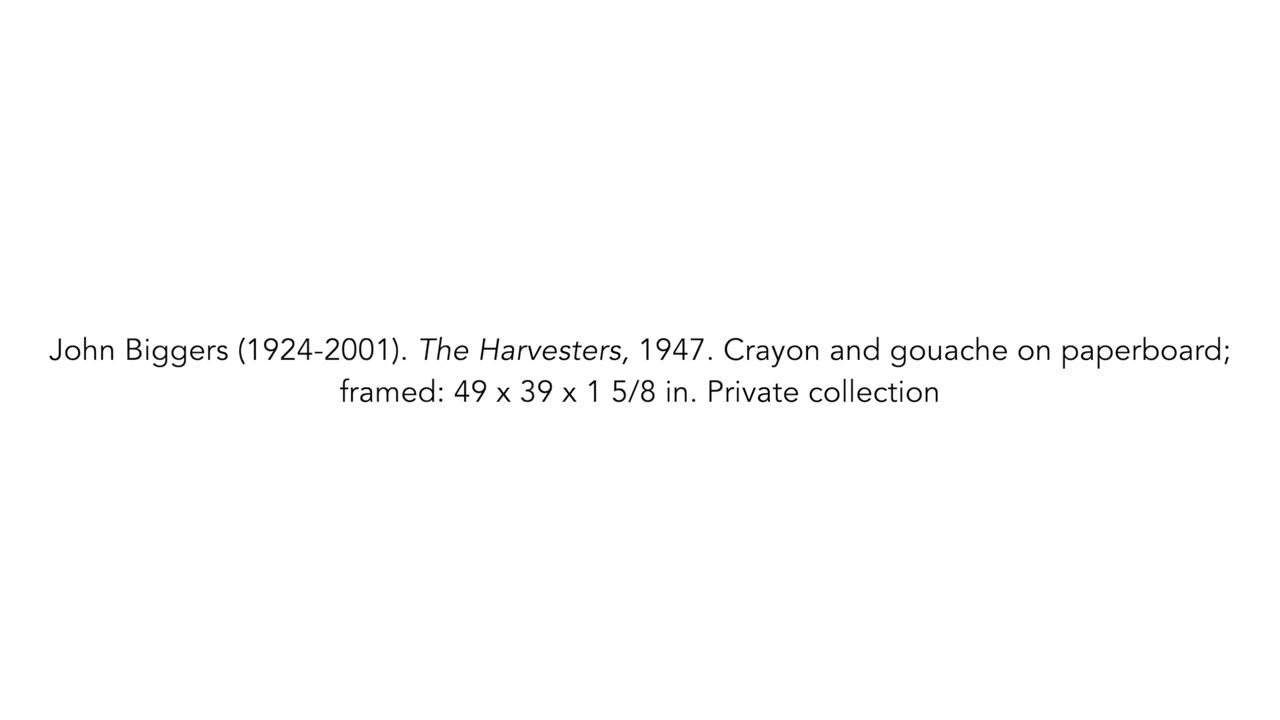 John Biggers (1924-2001). The Harvesters, 1947. Crayon and gouache on paperboard;
framed: 49 x 39 x 1 5/8 in. Private collection